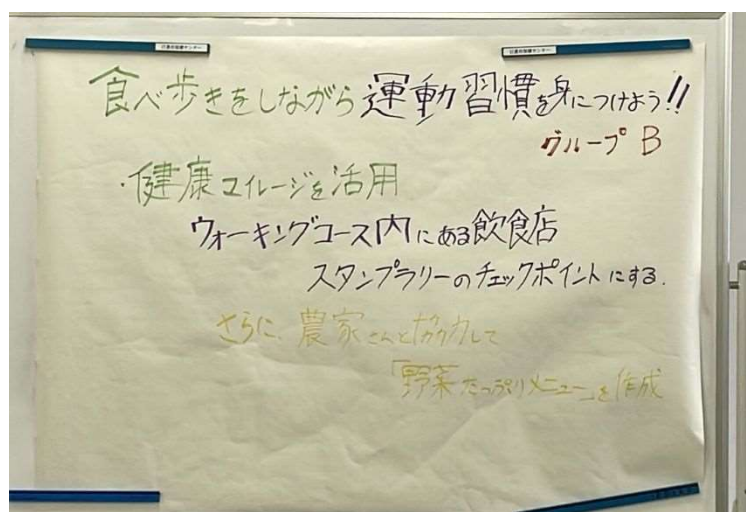 食べ歩きをしながら運動習慣を身につけよう!!
グループB
・健康マイレージを活用
ウォーキングコース内にある飲食店
スタンプラリーのチェックポイントにする.
さらに、農家さんと協力して
「野菜たっぷりメニュー」を作成